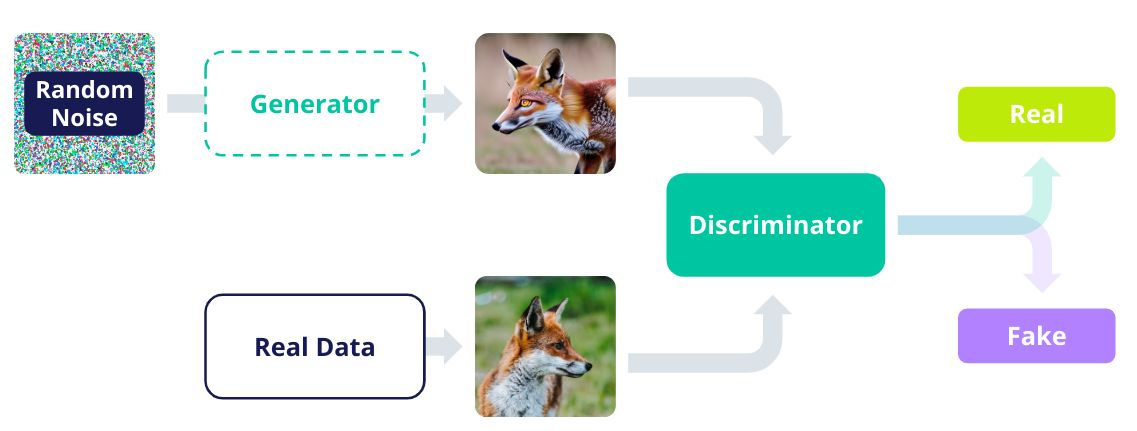 Random
Noise
Generator
Real
Discriminator
Real Data
Fake